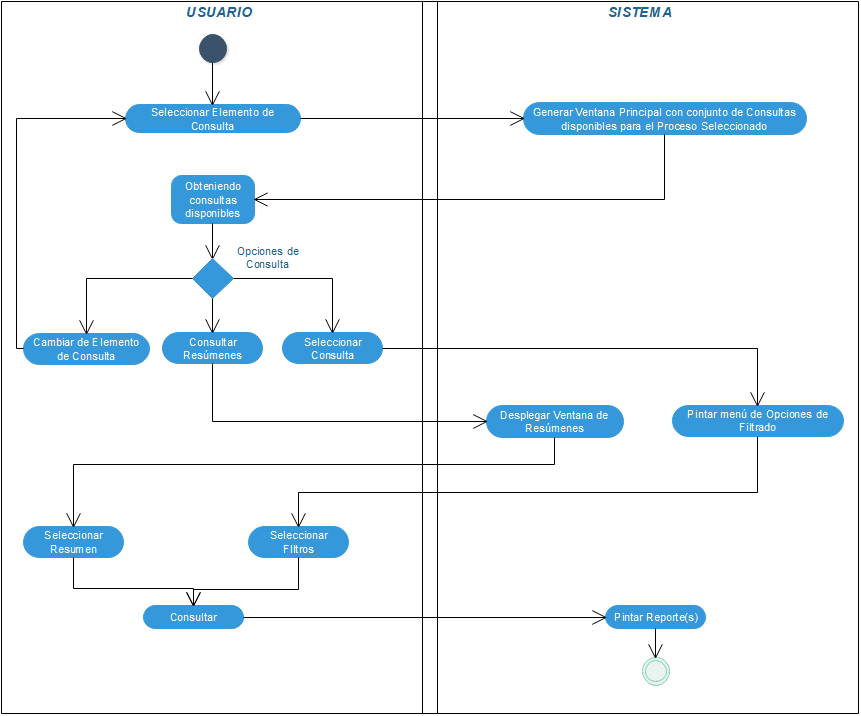 USUARIO
SISTEMA
Seleccionar Elemento de
Consulta
Generar Ventana Principal con conjunto de Consultas
disponibles para el Proceso Seleccionado
Obteniendo
consultas
disponibles
Opciones de
Consulta
Cambiar de Elemento
de Consulta
Consultar
Resúmenes
Seleccionar
Consulta
Desplegar Ventana de
Resúmenes
Pintar menú de Opciones de
Filtrado
Seleccionar
Resumen
Seleccionar
FIltros
Consultar
Pintar Reporte(s)